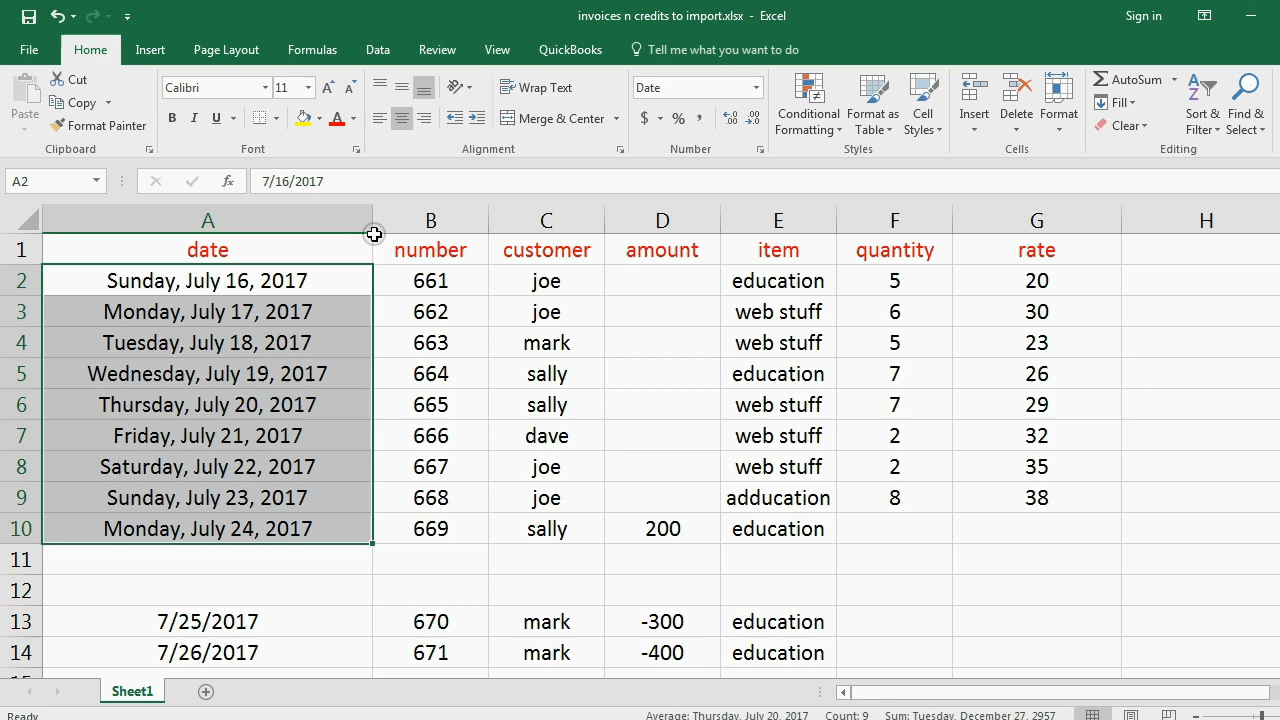 invoices n credits to import.xlsx - Excel
Sign in
File Home Insert Page Layout Formulas Data Review View QuickBooks Tell me what you want to do
Paste
Cut
Copy
Format Painter
Clipboard
Calibri 11
B I U
A A
Font
Wrap Text
Merge & Center
Alignment
Date
$ % ,
Number
Conditional Formatting
Format as Table
Cell Styles
Styles
Insert Delete Format
Cells
AutoSum
Fill
Clear
Sort & Filter
Find & Select
Editing
A2 fx 7/16/2017
A B C D E F G H
1 date number customer amount item quantity rate
2 Sunday, July 16, 2017 661 joe education 5 20
3 Monday, July 17, 2017 662 joe web stuff 6 30
4 Tuesday, July 18, 2017 663 mark web stuff 5 23
5 Wednesday, July 19, 2017 664 sally education 7 26
6 Thursday, July 20, 2017 665 sally web stuff 7 29
7 Friday, July 21, 2017 666 dave web stuff 2 32
8 Saturday, July 22, 2017 667 joe web stuff 2 35
9 Sunday, July 23, 2017 668 joe adducation 8 38
10 Monday, July 24, 2017 669 sally 200 education
11
12
13 7/25/2017 670 mark -300 education
14 7/26/2017 671 mark -400 education
Sheet1
Ready Average: Thursday, July 20, 2017 Count: 9 Sum: Tuesday, December 27, 2957